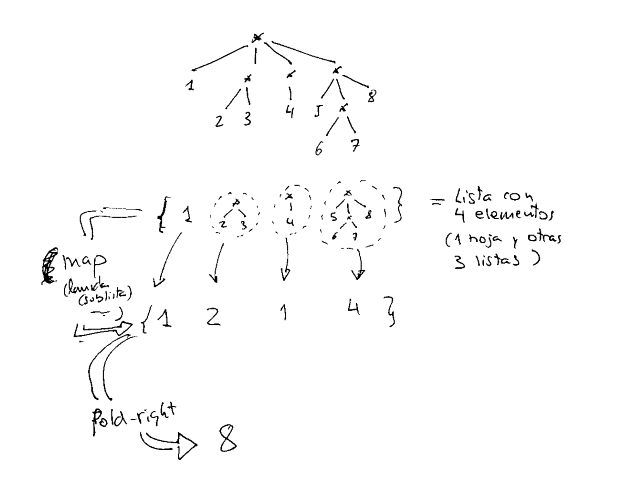 *
1 * * *
2 3 4 5 * 8
6 7
{ 1 * * * } = Lista con
2 3 4 5 * 8 4 elementos
6 7 (1 hoja y otras
3 listas)
map
(lamda
(sublista)
~)
{ 1 2 1 4 }
fold-right
8